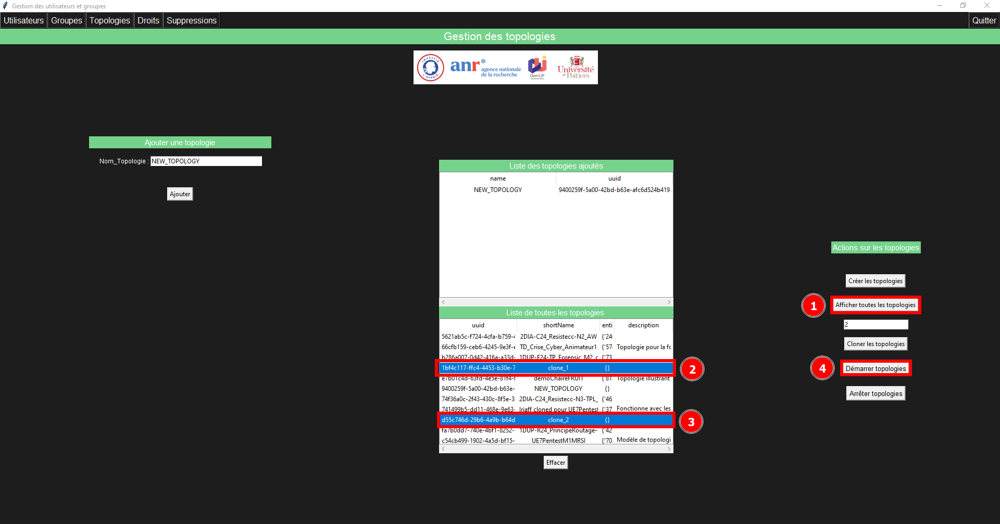 Gestion des utilisateurs et groupes
Utilisateurs Groupes Topologies Droits Suppressions Quitter
Gestion des topologies
INVESTIR L'AVENIR
anr agence nationale de la recherche
Dem'UP
Université de Poitiers
Ajouter une topologie
Nom_Topologie : NEW_TOPOLOGY
Ajouter
Liste des topologies ajoutés
name uuid
NEW_TOPOLOGY 9400259f-5a00-42bd-b63e-afc6d524b419
Liste de toutes les topologies
uuid shortName enti description
5621ab5c-f724-4cfa-b759-4 2DIA-C24_Resistecc-N2_AW {'24
66cfb159-ceb6-4245-9e3f-e TD_Crise_Cyber_Animateur1 {'57 Topologie pour la fo
b286a007-0d42-416a-a33d- 1DUP-F24-TP_Forensic_M2_c {'73
1bf4c117-ffc4-4453-b30e-7 clone_1 {}
e7b01c4d-63fd-4e5e-81f4-f demoChaireFRUIT {'81 Topologie illustrant
9400259f-5a00-42bd-b63e- NEW_TOPOLOGY {}
74f36a0c-2f43-430c-8f5e-3 2DIA-C24_Resistecc-N3-TPL_ {'46
741499b5-dd11-468e-9e63- Iriaff cloned pour UE7Pentest {'37 Fonctionne avec les
d55c746d-29b6-4a9b-b64d clone_2 {}
fa7b0dd7-740e-4bf1-8252- 1DUP-R24_PrincipeRoutage- {'42
c54cb499-1902-4a5d-bf15- UE7PentestM1MRSI {'70 Modèle de topologi
Effacer
2
3
Actions sur les topologies
Créer les topologies
1 Afficher toutes les topologies
2
Cloner les topologies
4 Démarrer topologies
Arrêter topologies